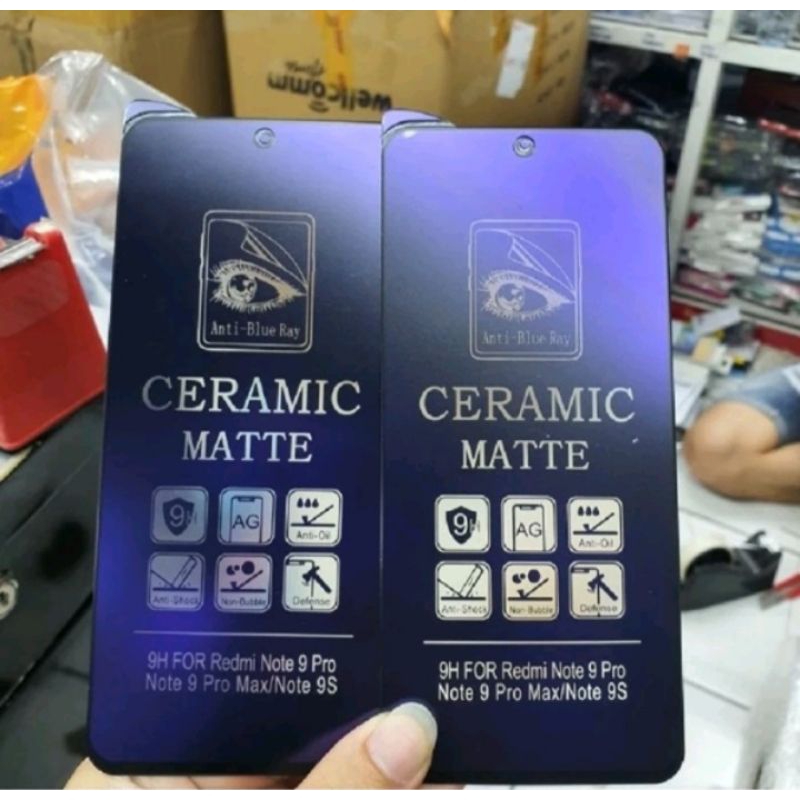 wellcomm
Anti-Blue Ray
CERAMIC
MATTE
9H
AG
Anti-Oil
Anti-Shock
Non-Bubble
Defense
9H FOR Redmi Note 9 Pro
Note 9 Pro Max/Note 9S
Anti-Blue Ray
CERAMIC
MATTE
9H
AG
Anti-Oil
Anti-Shock
Non-Bubble
Defense
9H FOR Redmi Note 9 Pro
Note 9 Pro Max/Note 9S